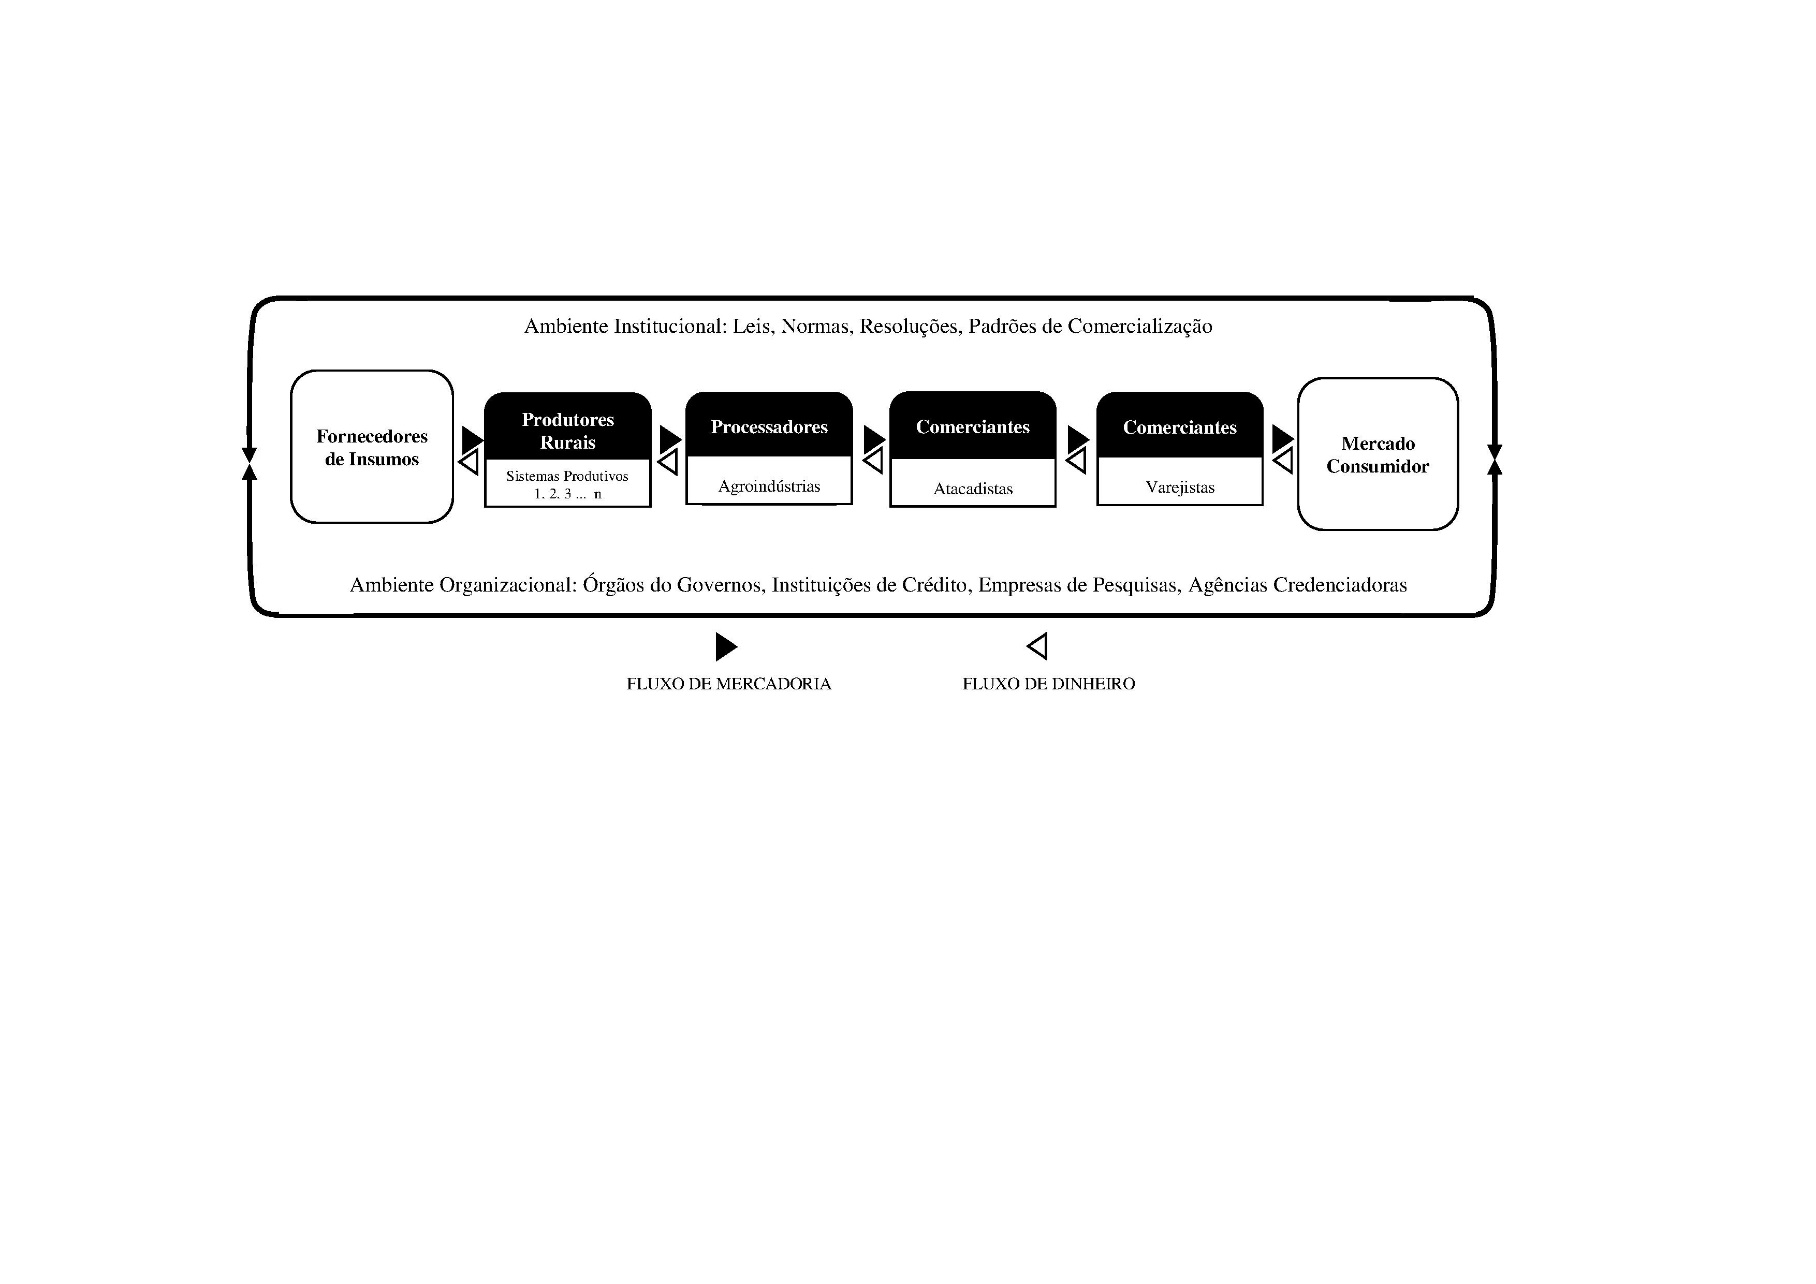 Ambiente Institucional: Leis, Normas, Resoluções, Padrões de Comercialização
Fornecedores
de Insumos
Produtores
Rurais
Sistemas Produtivos
1, 2, 3 ... n
Processadores
Agroindústrias
Comerciantes
Atacadistas
Comerciantes
Varejistas
Mercado
Consumidor
Ambiente Organizacional: Órgãos do Governos, Instituições de Crédito, Empresas de Pesquisas, Agências Credenciadoras
FLUXO DE MERCADORIA
FLUXO DE DINHEIRO